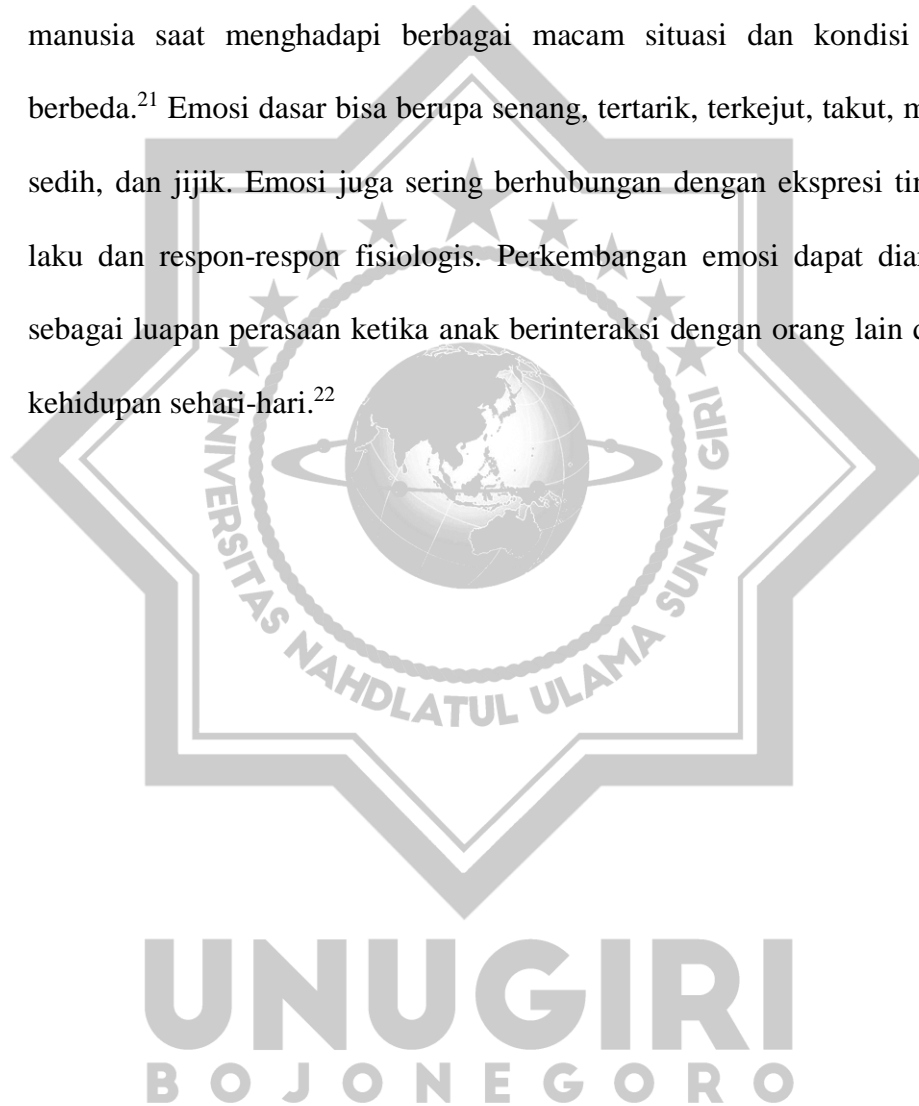 manusia saat menghadapi berbagai macam situasi dan kondisi
berbeda.21 Emosi dasar bisa berupa senang, tertarik, terkejut, takut,
sedih, dan jijik. Emosi juga sering berhubungan dengan ekspresi
laku dan respon-respon fisiologis. Perkembangan emosi dapat
sebagai luapan perasaan ketika anak berinteraksi dengan orang lain
kehidupan sehari-hari.22
UNIVERSITAS NAHDLATUL ULAMA SUNAN GIRI
UNUGIRI
BOJONEGORO